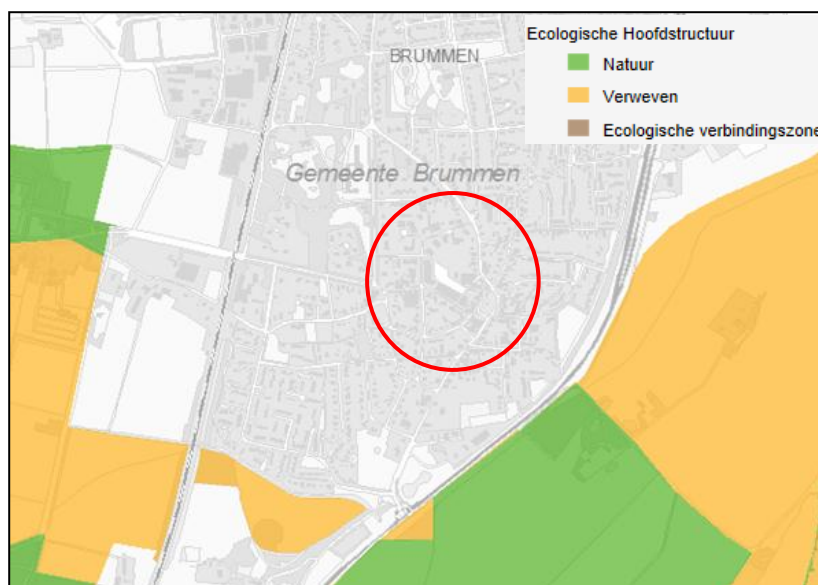 Ecologische Hoofdstructuur
Natuur
Verweven
Ecologische verbindingszone
BRUMMEN
Gemeente Brummen